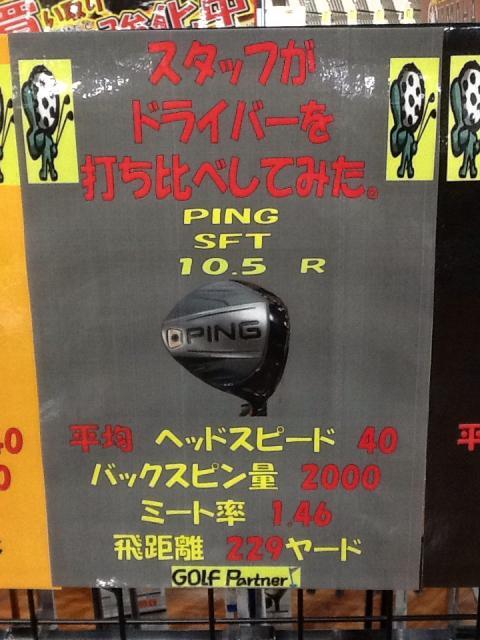 スタッフが
ドライバーを
打ち比べしてみた。
PING
SFT
10.5 R
PING
平均 ヘッドスピード 40
バックスピン量 2000
ミート率 1.46
飛距離 229ヤード
GOLF Partner
40
0
平